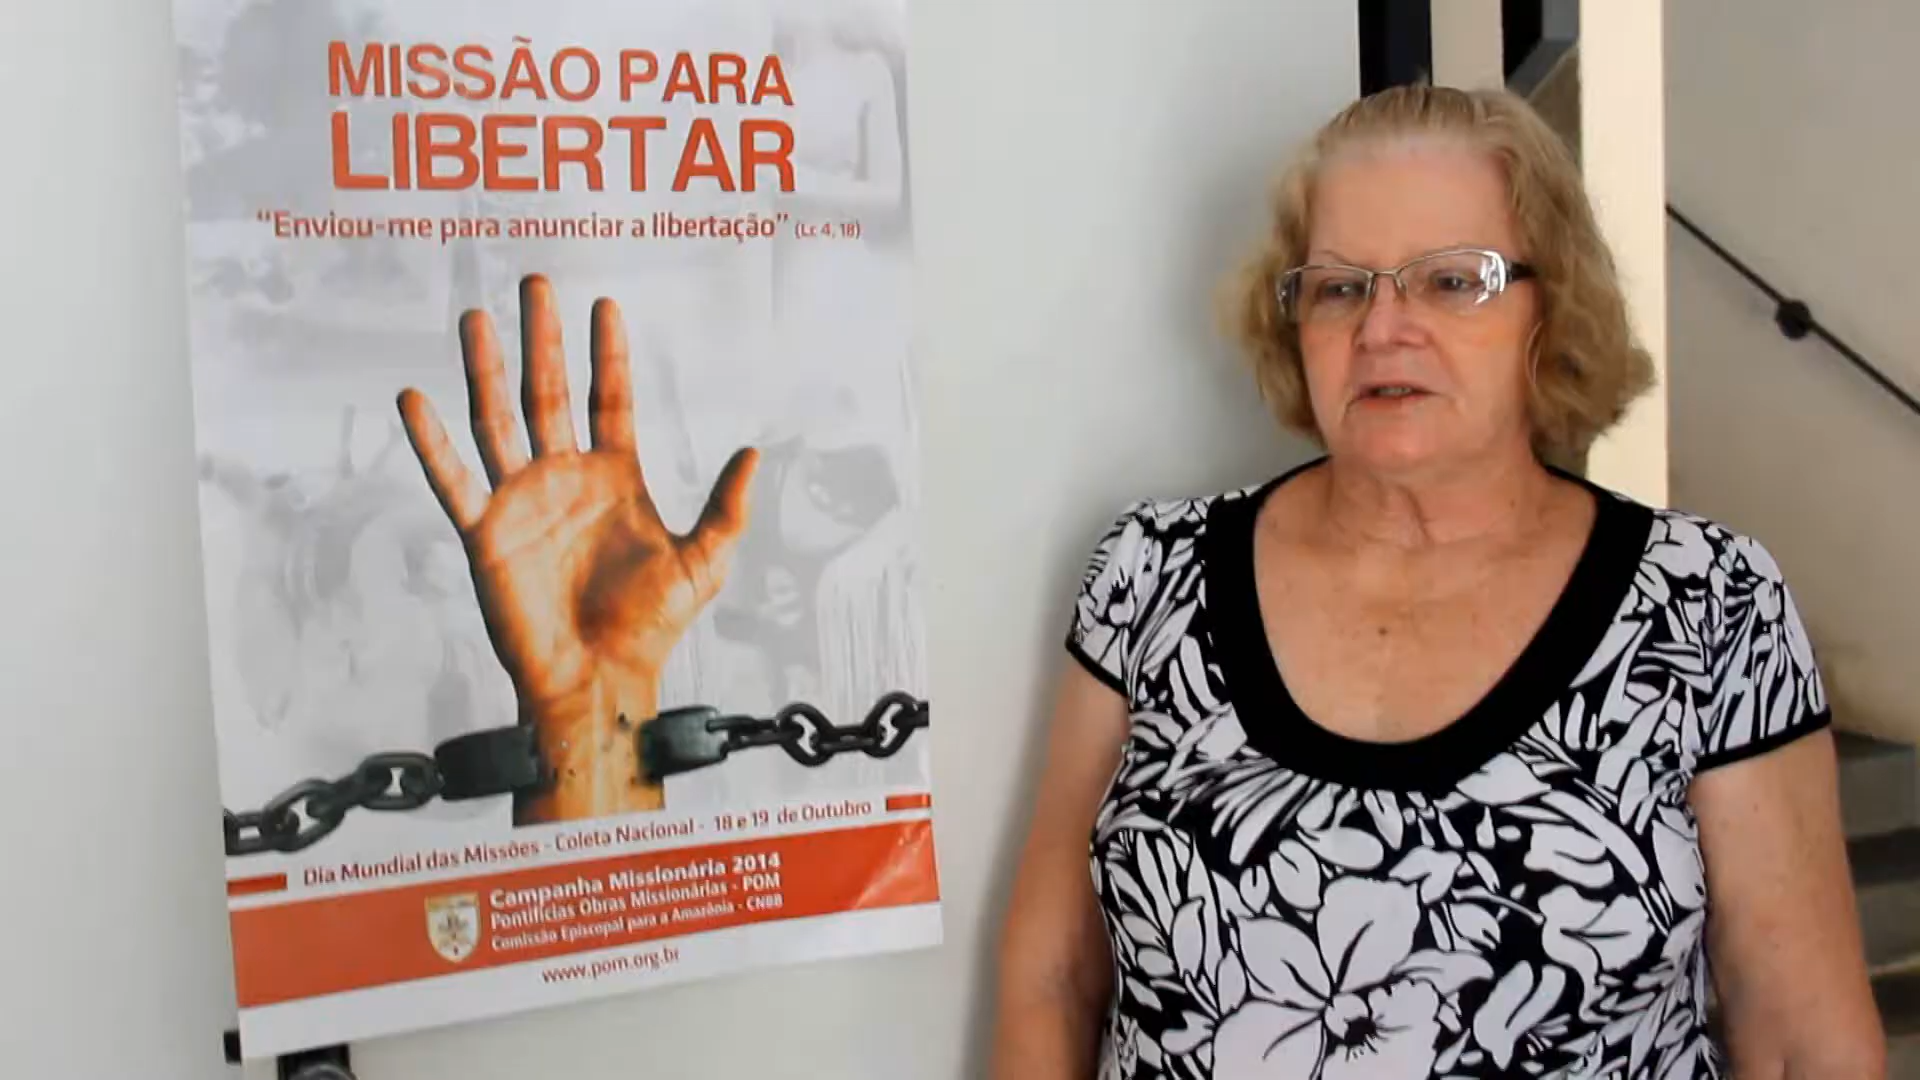 MISSÃO PARA
LIBERTAR
“Enviou-me para anunciar a libertação” (Lc 4, 18)
Dia Mundial das Missões - Coleta Nacional - 18 e 19 de Outubro
Campanha Missionária 2014
Pontifícias Obras Missionárias - POM
Comissão Episcopal para a Amazônia - CNBB
www.pom.org.br